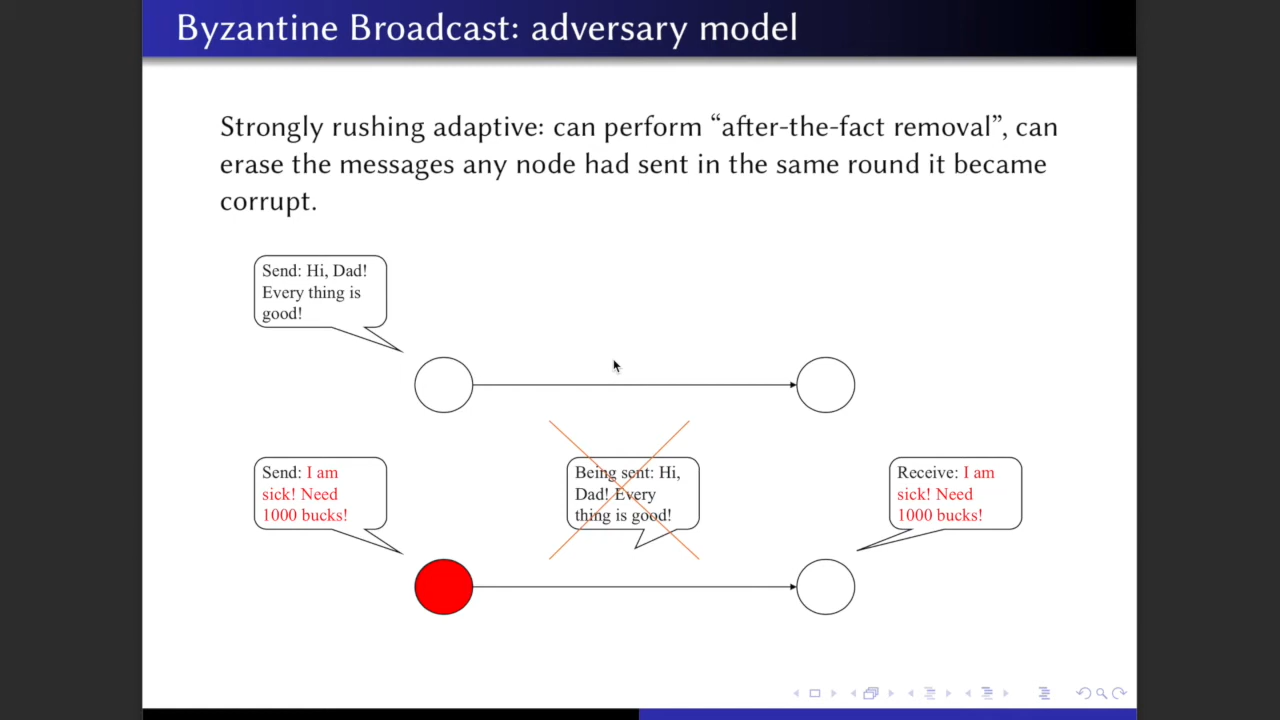 Byzantine Broadcast: adversary model
Strongly rushing adaptive: can perform “after-the-fact removal”, can
erase the messages any node had sent in the same round it became
corrupt.
Send: Hi, Dad!
Every thing is
good!
Send: I am
sick! Need
1000 bucks!
Being sent: Hi,
Dad! Every
thing is good!
Receive: I am
sick! Need
1000 bucks!